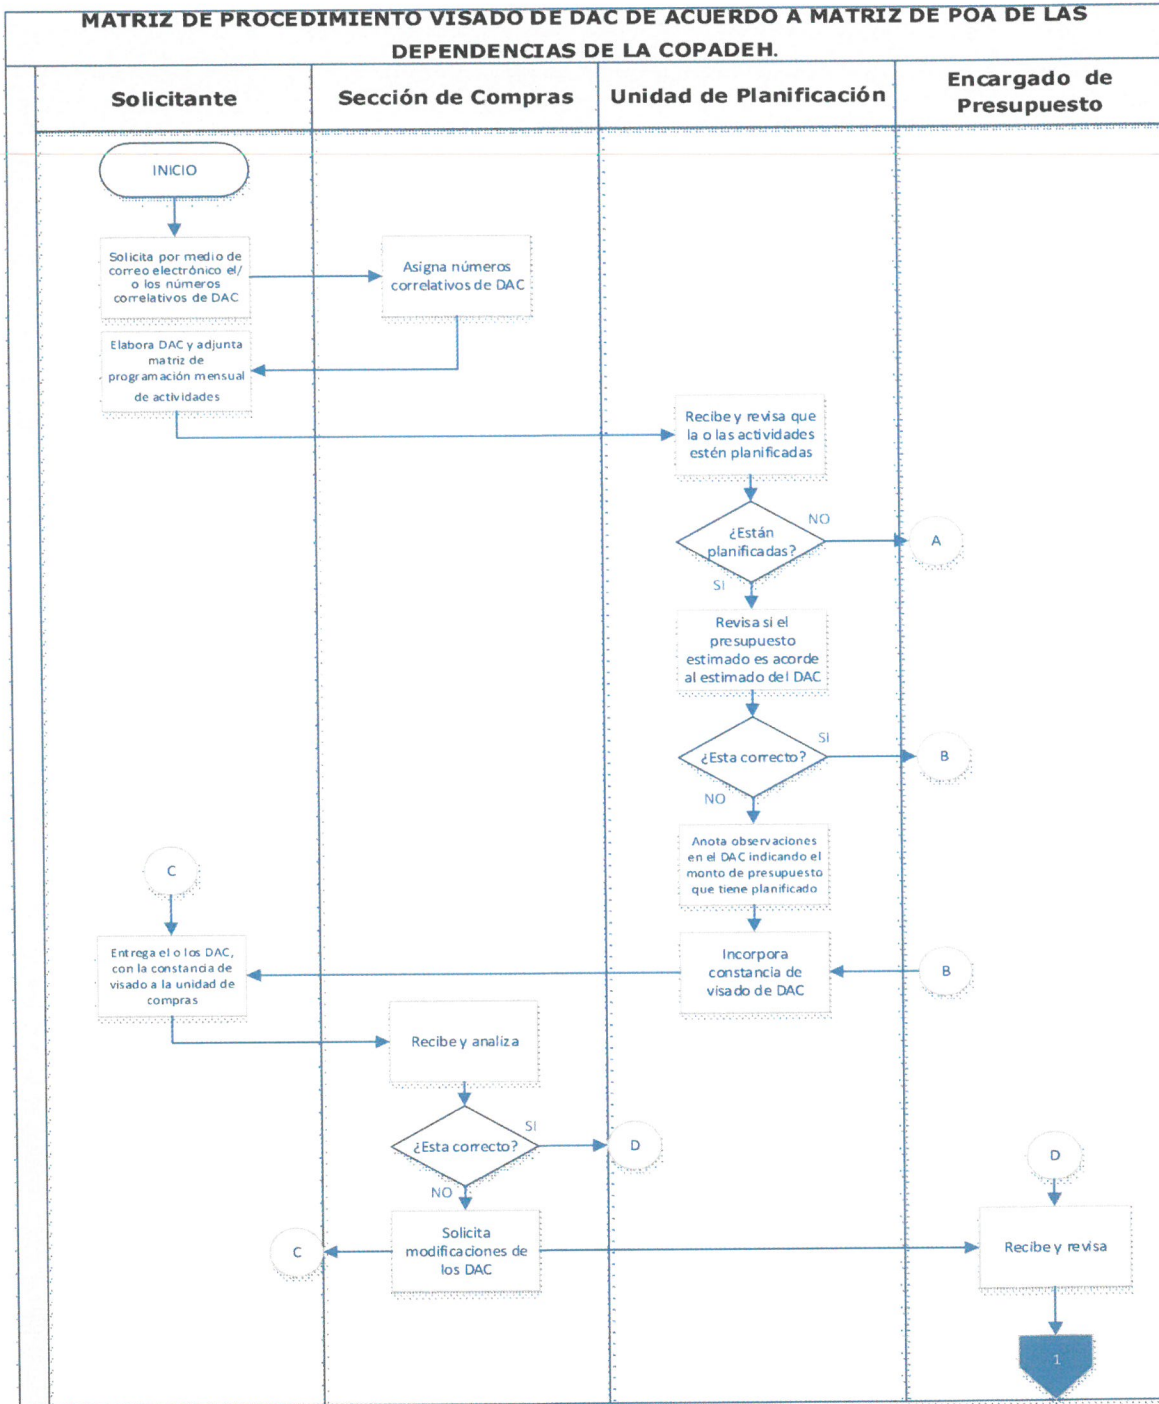 MATRIZ DE PROCEDIMIENTO VISADO DE DAC DE ACUERDO A MATRIZ DE POA DE LAS
DEPENDENCIAS DE LA COPADEH.
Solicitante
Sección de Compras
Unidad de Planificación
Encargado de
Presupuesto
INICIO
Solicita por medio de
correo electrónico el/
o los números
correlativos de DAC
Asigna números
correlativos de DAC
Elabora DAC y adjunta
matriz de
programación mensual
de actividades
Recibe y revisa que
la o las actividades
estén planificadas
¿Están
planificadas?
NO
A
SI
Revisa si el
presupuesto
estimado es acorde
al estimado del DAC
¿Esta correcto?
SI
B
NO
Anota observaciones
en el DAC indicando el
monto de presupuesto
que tiene planificado
C
Entrega el o los DAC,
con la constancia de
visado a la unidad de
compras
Incorpora
constancia de
visado de DAC
B
Recibe y analiza
¿Esta correcto?
SI
D
NO
D
Solicita
modificaciones de
los DAC
C
Recibe y revisa
1